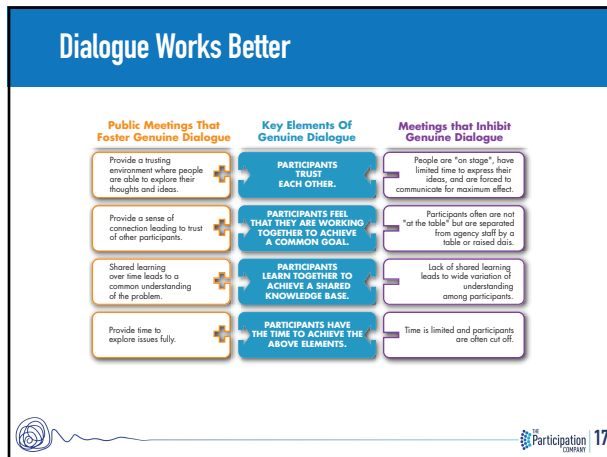 Dialogue Works Better
Public Meetings That
Foster Genuine Dialogue
Key Elements Of
Genuine Dialogue
Meetings that Inhibit
Genuine Dialogue
Provide a trusting
environment where people
are able to explore their
thoughts and ideas.
PARTICIPANTS
TRUST
EACH OTHER.
People are "on stage", have
limited time to express their
ideas, and are forced to
communicate for maximum effect.
Provide a sense of
connection leading to trust
of other participants.
PARTICIPANTS FEEL
THAT THEY ARE WORKING
TOGETHER TO ACHIEVE
A COMMON GOAL.
Participants often are not
"at the table" but are separated
from agency staff by a
table or raised dais.
Shared learning
over time leads to a
common understanding
of the problem.
PARTICIPANTS
LEARN TOGETHER TO
ACHIEVE A SHARED
KNOWLEDGE BASE.
Lack of shared learning
leads to wide variation of
understanding
among participants.
Provide time to
explore issues fully.
PARTICIPANTS HAVE
THE TIME TO ACHIEVE THE
ABOVE ELEMENTS.
Time is limited and participants
are often cut off.
THE
Participation
COMPANY
17